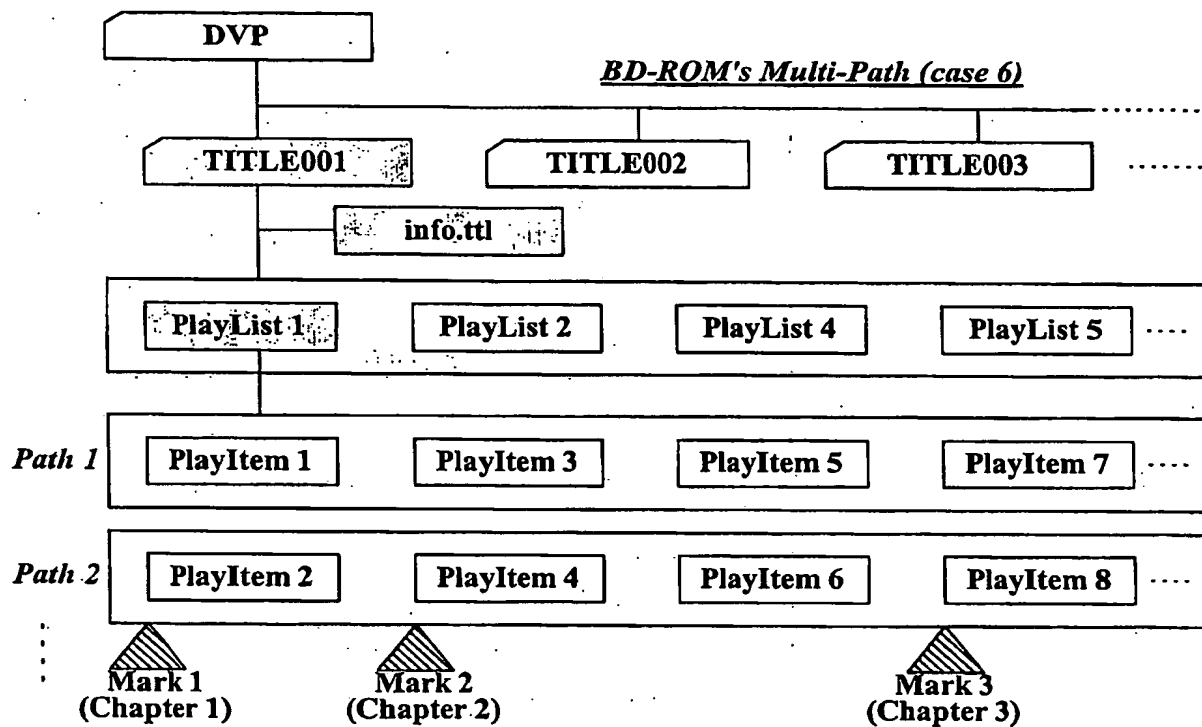 DVP
BD-ROM's Multi-Path (case 6)
TITLE001 TITLE002 TITLE003
info.ttl
PlayList 1 PlayList 2 PlayList 4 PlayList 5
Path 1 PlayItem 1 PlayItem 3 PlayItem 5 PlayItem 7
Path 2 PlayItem 2 PlayItem 4 PlayItem 6 PlayItem 8
Mark 1 Mark 2 Mark 3
(Chapter 1) (Chapter 2) (Chapter 3)